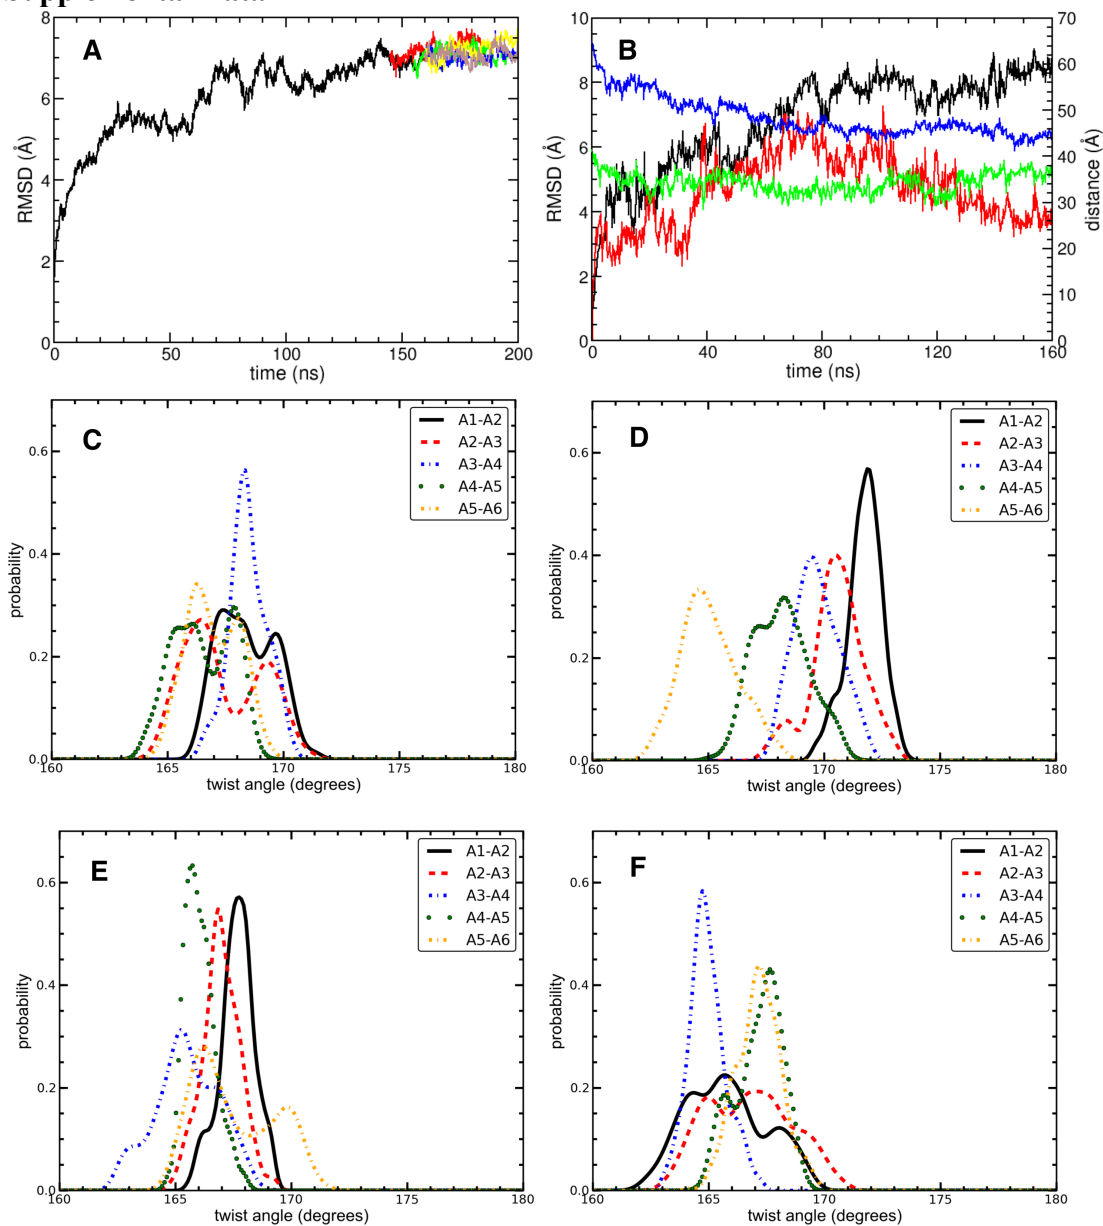 A
RMSD (Å)
8
6
4
2
0
0 50 100 150 200
time (ns)
B
RMSD (Å)
10
8
6
4
2
0
distance (Å)
70
60
50
40
30
20
10
0
0 40 80 120 160
time (ns)
C
probability
0.6
0.4
0.2
0.0
160 165 170 175 180
twist angle (degrees)
A1-A2
A2-A3
A3-A4
A4-A5
A5-A6
D
probability
0.6
0.4
0.2
0.0
160 165 170 175 180
twist angle (degrees)
A1-A2
A2-A3
A3-A4
A4-A5
A5-A6
E
probability
0.6
0.4
0.2
0.0
160 165 170 175 180
twist angle (degrees)
A1-A2
A2-A3
A3-A4
A4-A5
A5-A6
F
probability
0.6
0.4
0.2
0.0
160 165 170 175 180
twist angle (degrees)
A1-A2
A2-A3
A3-A4
A4-A5
A5-A6